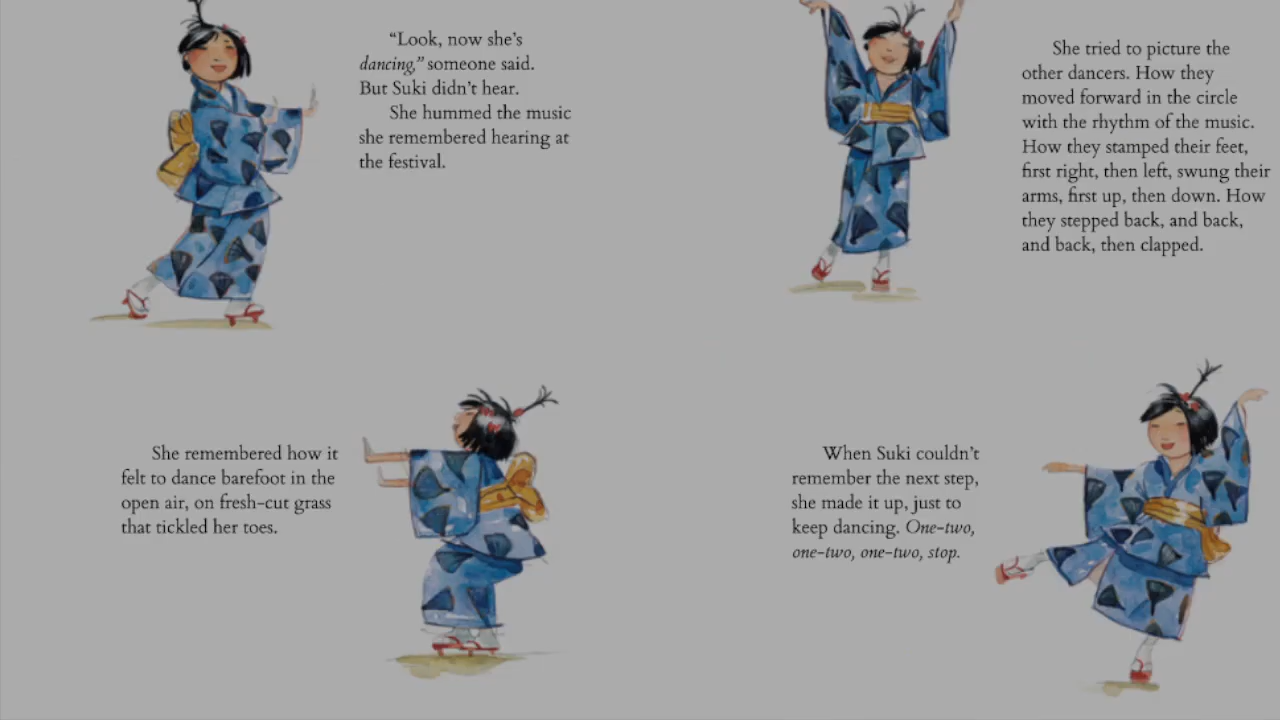 “Look, now she’s
dancing,” someone said.
But Suki didn’t hear.
She hummed the music
she remembered hearing at
the festival.
She tried to picture the
other dancers. How they
moved forward in the circle
with the rhythm of the music.
How they stamped their feet,
first right, then left, swung their
arms, first up, then down. How
they stepped back, and back,
and back, then clapped.
She remembered how it
felt to dance barefoot in the
open air, on fresh-cut grass
that tickled her toes.
When Suki couldn’t
remember the next step,
she made it up, just to
keep dancing. One-two,
one-two, one-two, stop.